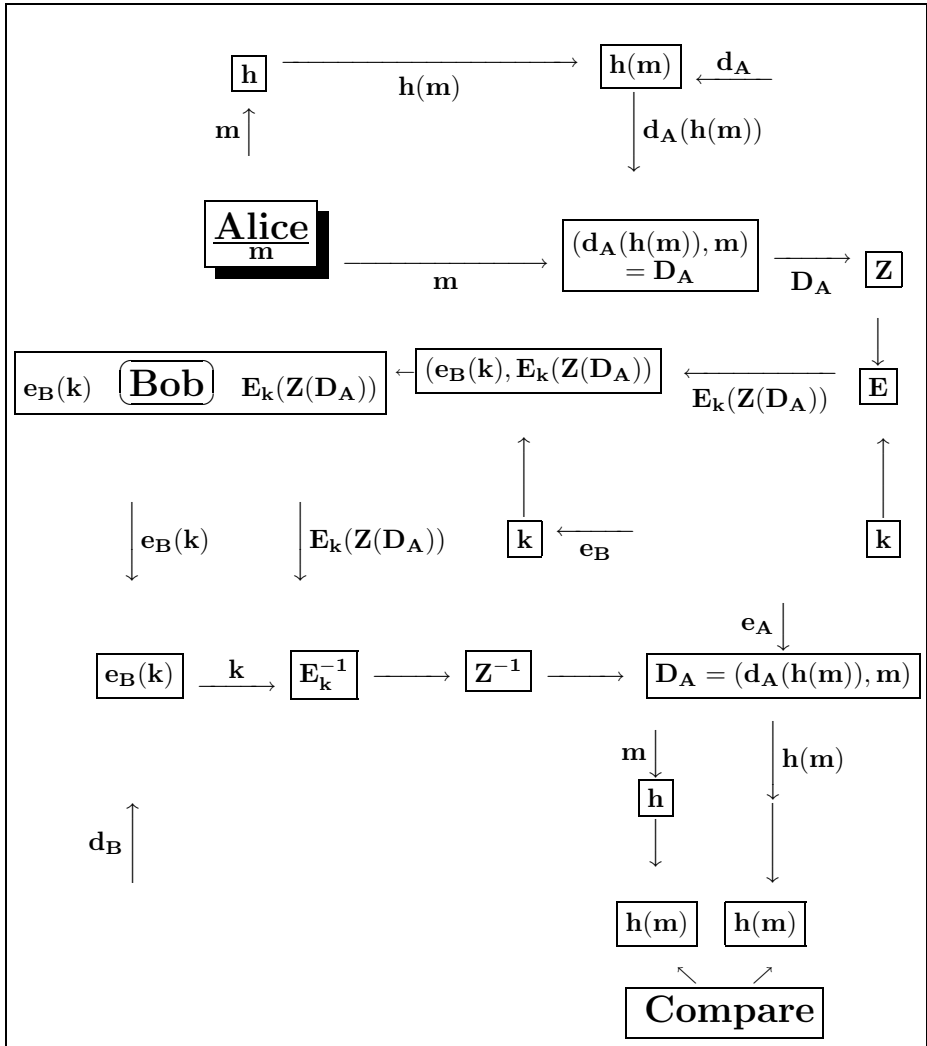 h h(m) d_A
h(m)
m d_A(h(m))
Alice
m
(d_A(h(m)), m)
= D_A
Z
m D_A
e_B(k) Bob E_k(Z(D_A))
(e_B(k), E_k(Z(D_A)))
E_k(Z(D_A))
E
e_B(k) E_k(Z(D_A))
k e_B k
e_A
e_B(k) k E_k^{-1} Z^{-1} D_A = (d_A(h(m)), m)
m h(m)
h
d_B
h(m) h(m)
Compare